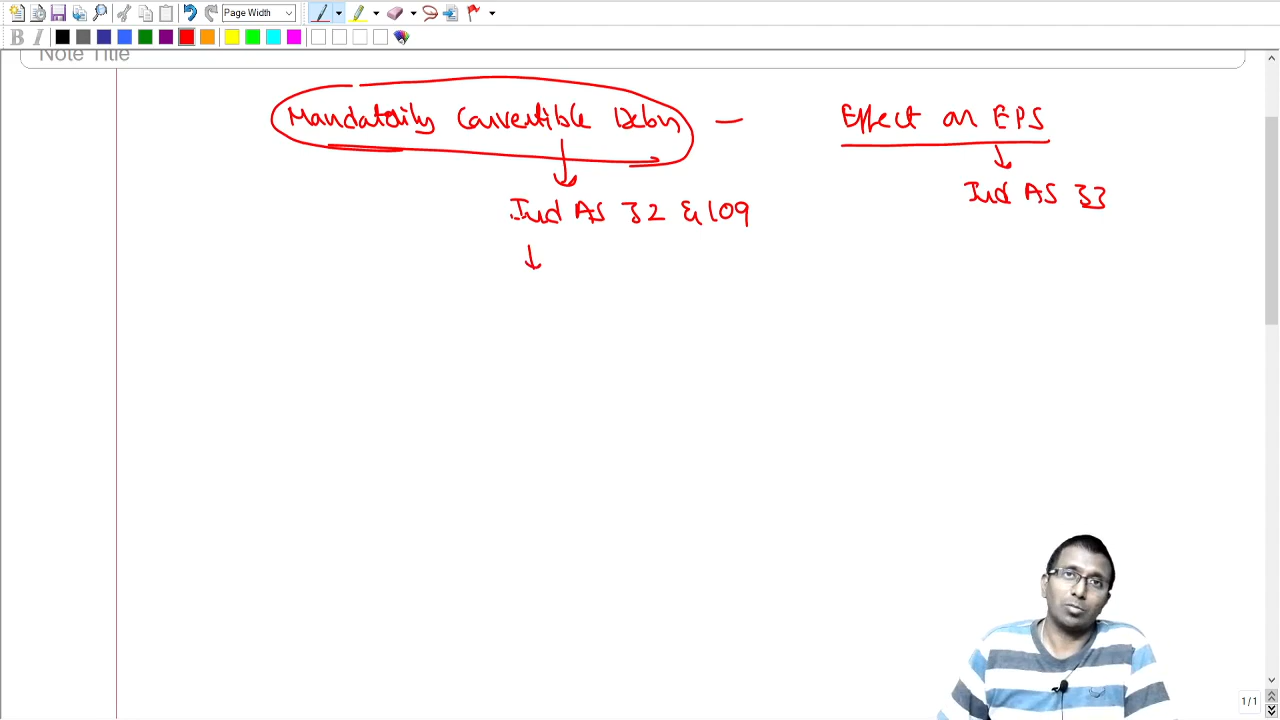 Page Width
B I
Note Title
Mandatorily Convertible Debn — Effect on EPS
Ind AS 32 & 109
Ind AS 33
1/1